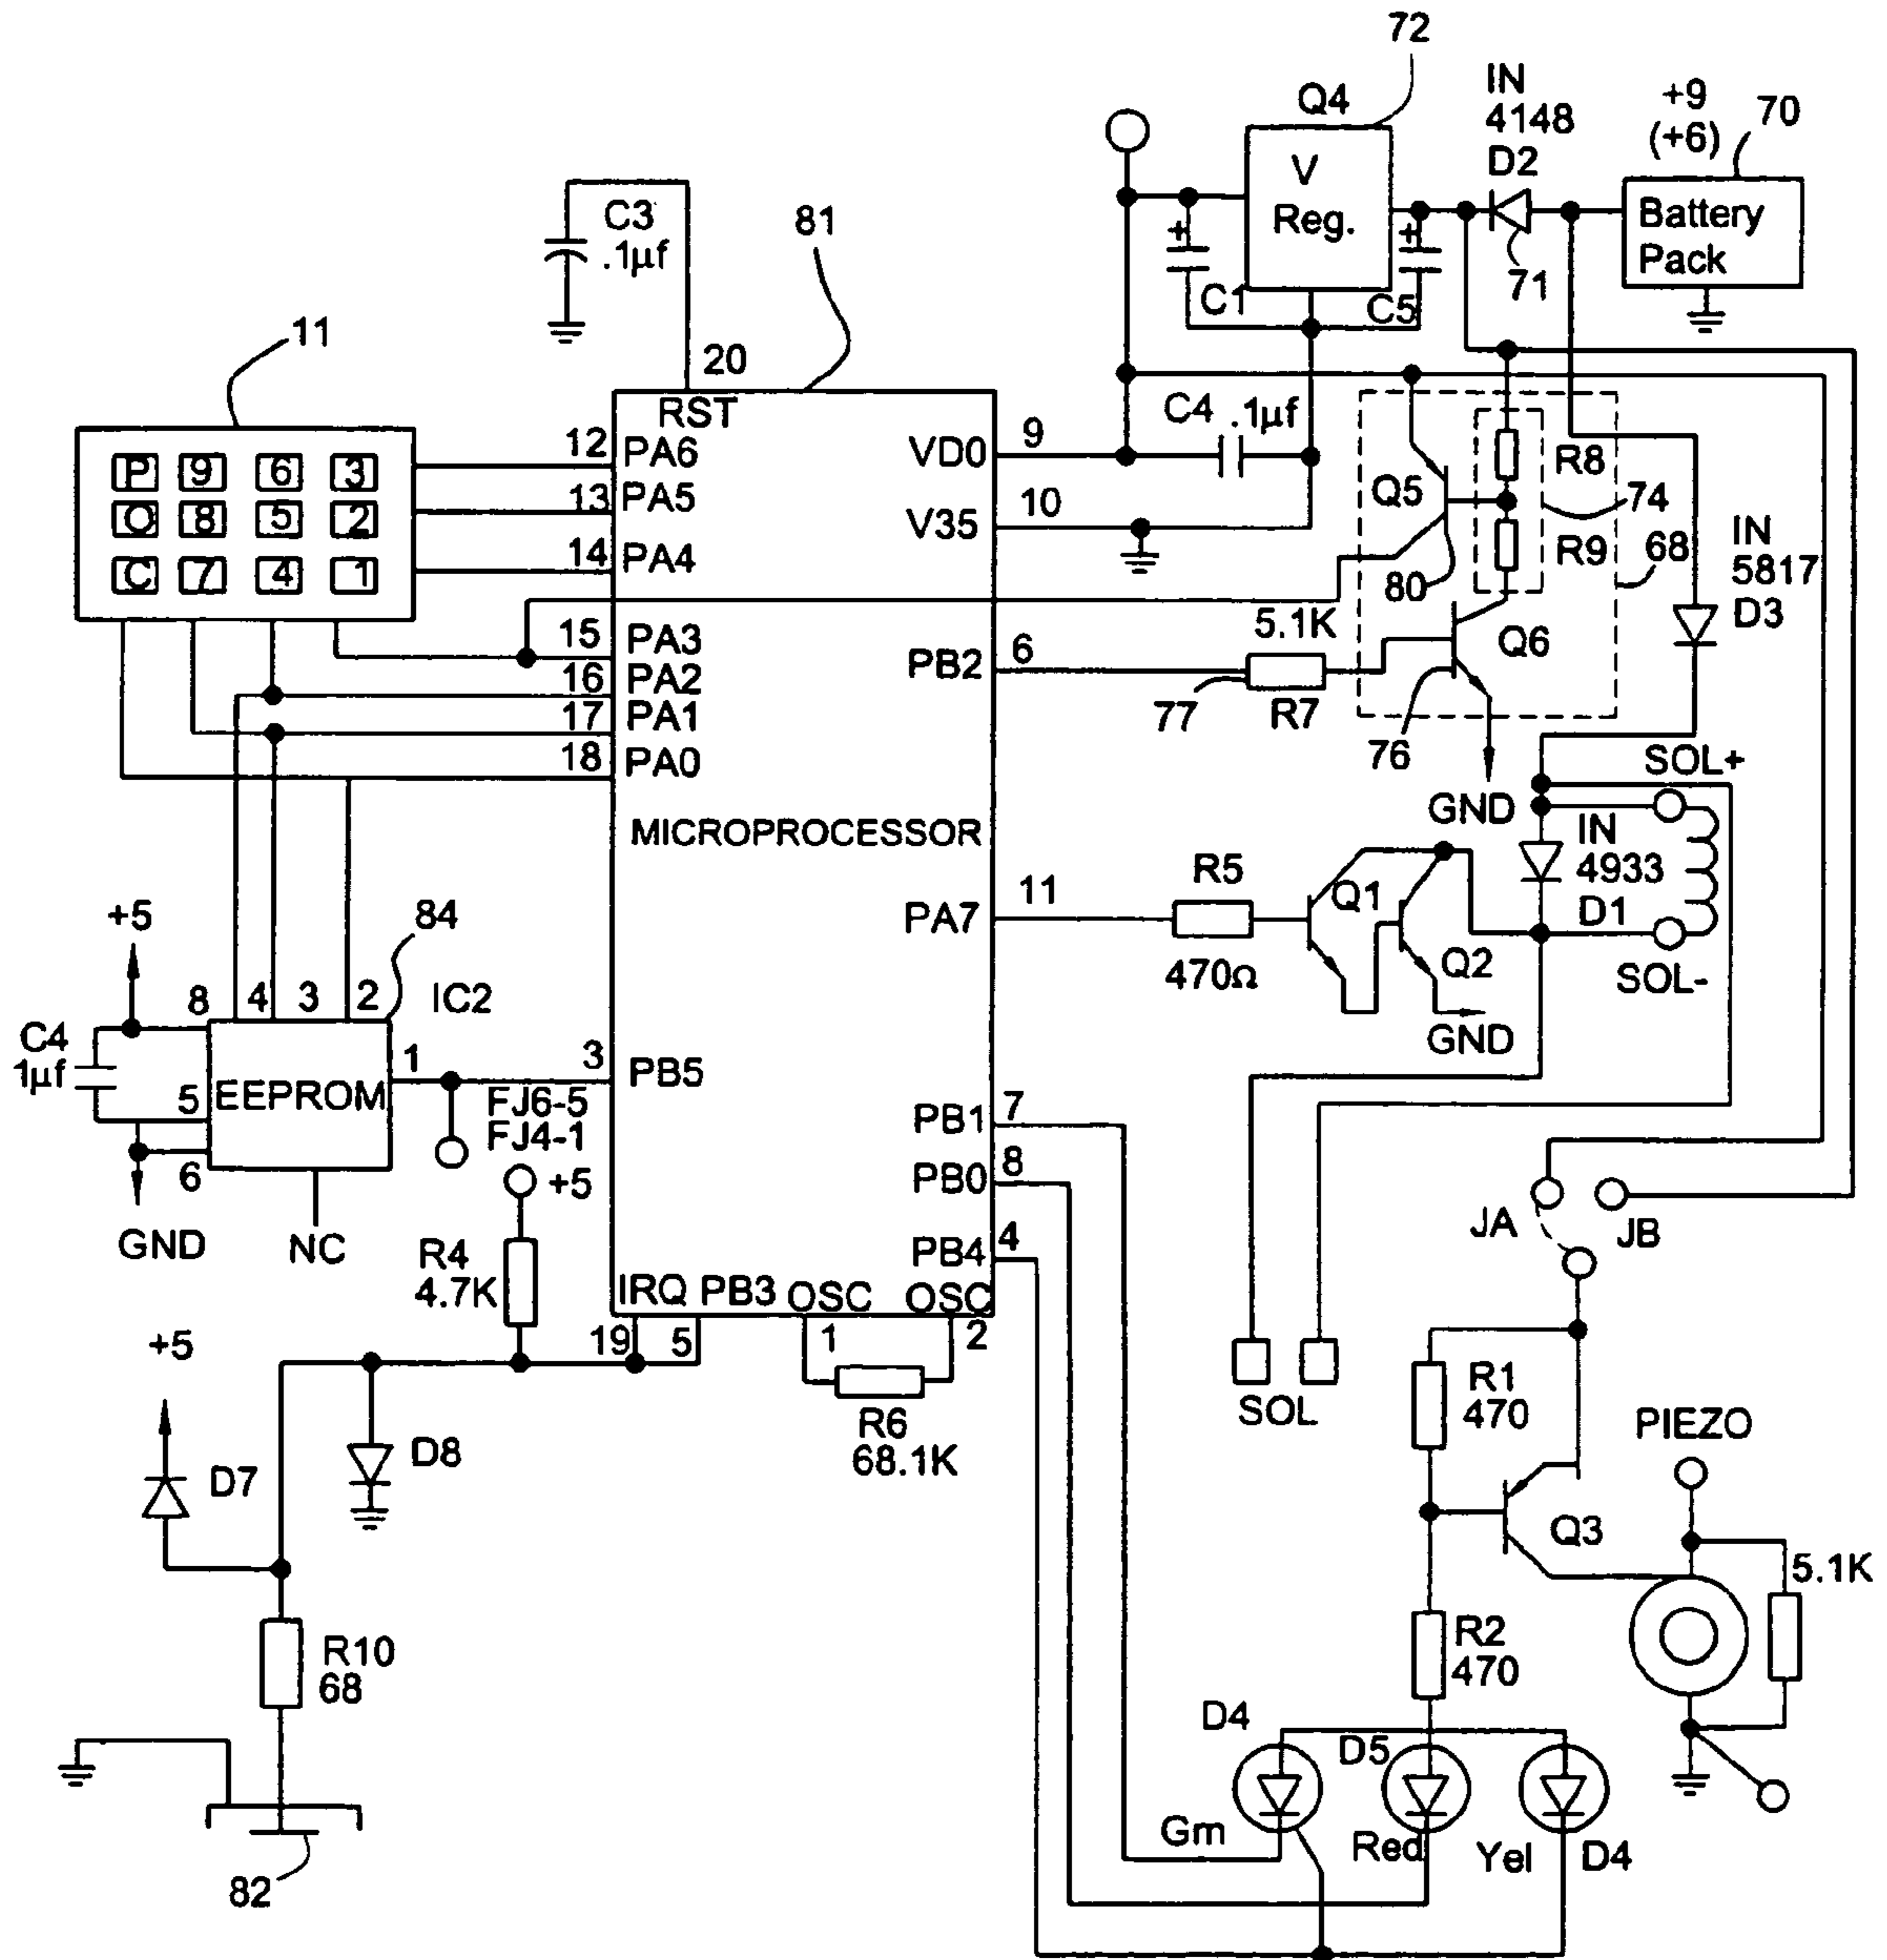 72
Q4
IN
4148
D2
+9
(+6)
70
V
Reg.
Battery
Pack
71
C1
C5
C3
.1µf
81
11
20
RST
P 9 6 3
O 8 5 2
C 7 4 1
12 PA6
13 PA5
14 PA4
15 PA3
16 PA2
17 PA1
18 PA0
VD0 9
C4 .1µf
V35 10
Q5
R8
74
R9
68
80
IN
5817
D3
5.1K
PB2 6
77
R7
Q6
76
GND
SOL+
MICROPROCESSOR
IN
4933
D1
SOL-
PA7 11
R5
470Ω
Q1
Q2
GND
+5
84
8 4 3 2 IC2
C4
1µf
5
EEPROM
1
6
GND
NC
3 PB5
FJ6-5
FJ4-1
+5
R4
4.7K
PB1 7
PB0 8
PB4 4
JA
JB
IRQ PB3 OSC OSC
19 5 1 2
R6
68.1K
SOL
+5
D7
D8
R10
68
82
R1
470
PIEZO
Q3
5.1K
R2
470
D4
D5
Gm
Red
Yel
D4